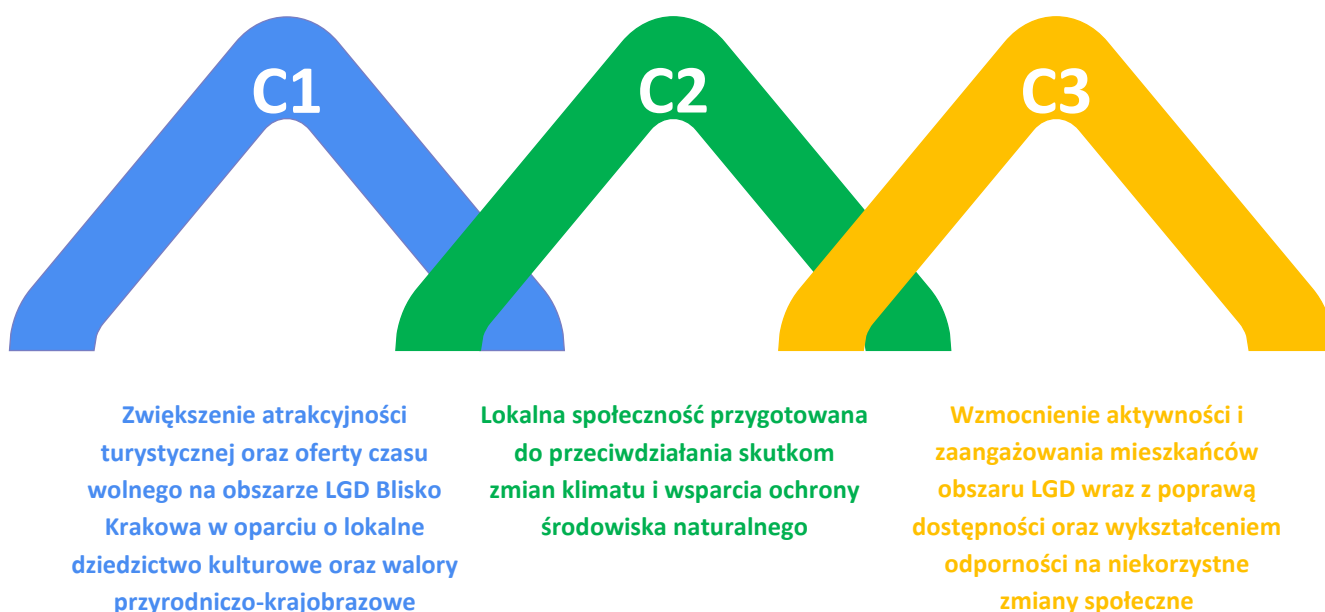 C1
C2
C3
Zwiększenie atrakcyjności
turystycznej oraz oferty czasu
wolnego na obszarze LGD Blisko
Krakowa w oparciu o lokalne
dziedzictwo kulturowe oraz walory
przyrodniczo-krajobrazowe
Lokalna społeczność przygotowana
do przeciwdziałania skutkom
zmian klimatu i wsparcia ochrony
środowiska naturalnego
Wzmocnienie aktywności i
zaangażowania mieszkańców
obszaru LGD wraz z poprawą
dostępności oraz wykształceniem
odporności na niekorzystne
zmiany społeczne